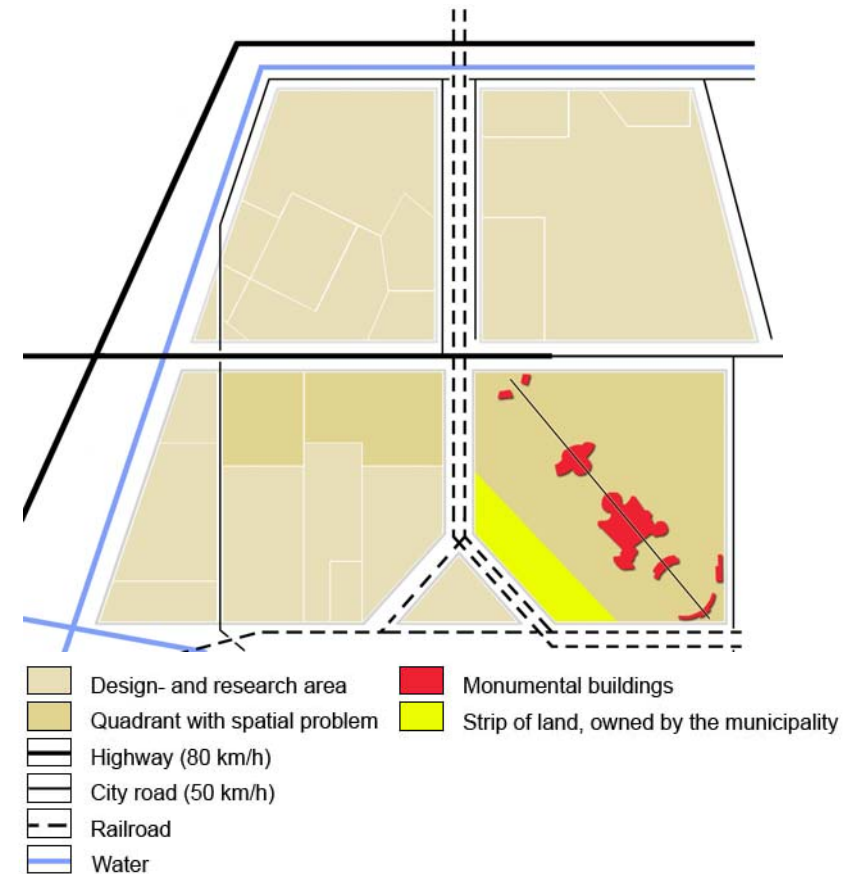 Design- and research area
Quadrant with spatial problem
Highway (80 km/h)
City road (50 km/h)
Railroad
Water
Monumental buildings
Strip of land, owned by the municipality